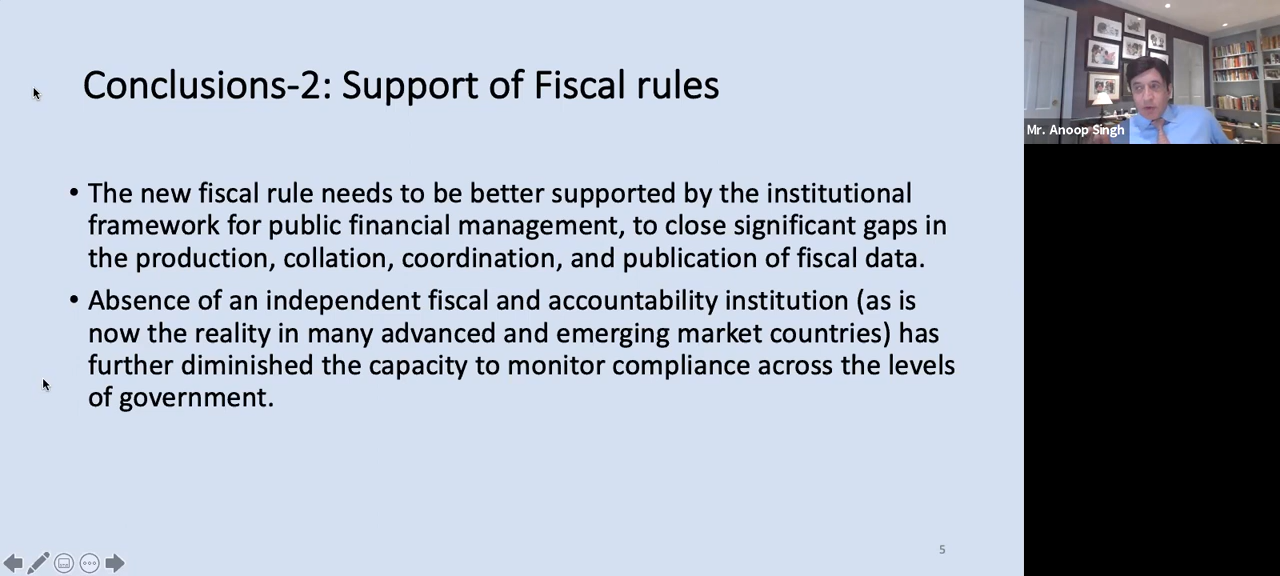 Conclusions-2: Support of Fiscal rules
• The new fiscal rule needs to be better supported by the institutional
framework for public financial management, to close significant gaps in
the production, collation, coordination, and publication of fiscal data.
• Absence of an independent fiscal and accountability institution (as is
now the reality in many advanced and emerging market countries) has
further diminished the capacity to monitor compliance across the levels
of government.
5
Mr. Anoop Singh